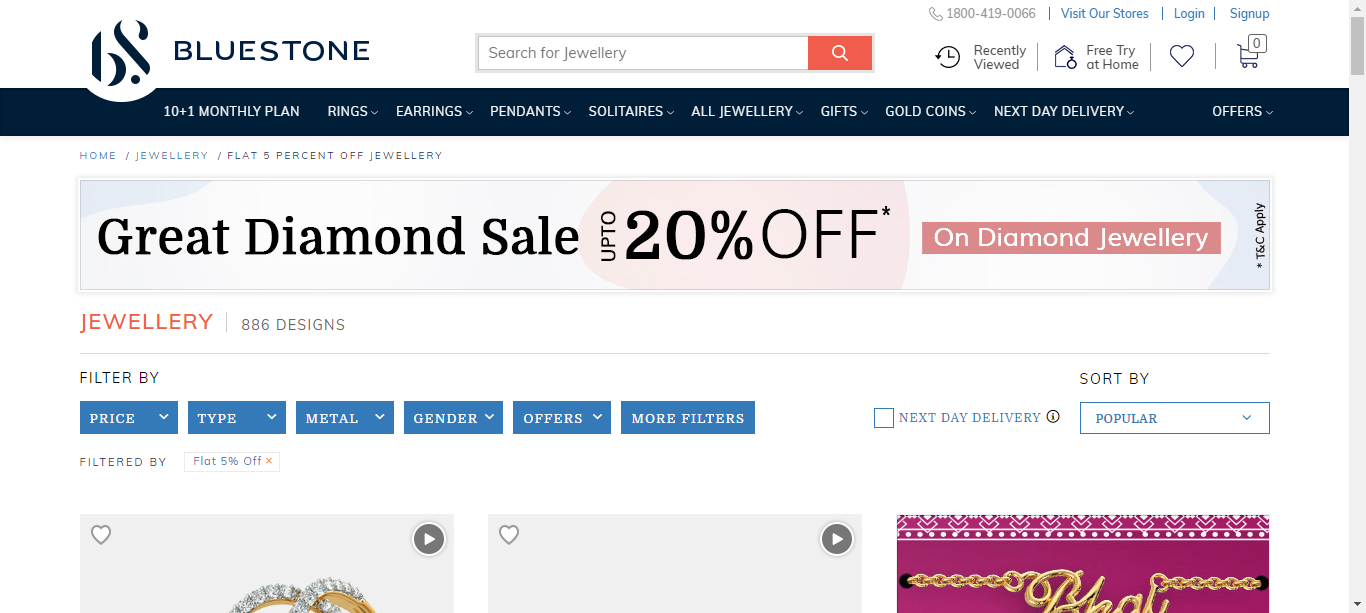 1800-419-0066
Visit Our Stores
Login
Signup
BLUESTONE
Search for Jewellery
Recently
Viewed
Free Try
at Home
0
10+1 MONTHLY PLAN
RINGS
EARRINGS
PENDANTS
SOLITAIRES
ALL JEWELLERY
GIFTS
GOLD COINS
NEXT DAY DELIVERY
OFFERS
HOME / JEWELLERY / FLAT 5 PERCENT OFF JEWELLERY
Great Diamond Sale UPTO 20% OFF* On Diamond Jewellery
* T&C Apply
JEWELLERY
886 DESIGNS
FILTER BY
SORT BY
PRICE
TYPE
METAL
GENDER
OFFERS
MORE FILTERS
NEXT DAY DELIVERY
POPULAR
FILTERED BY
Flat 5% Off ×
Bhai